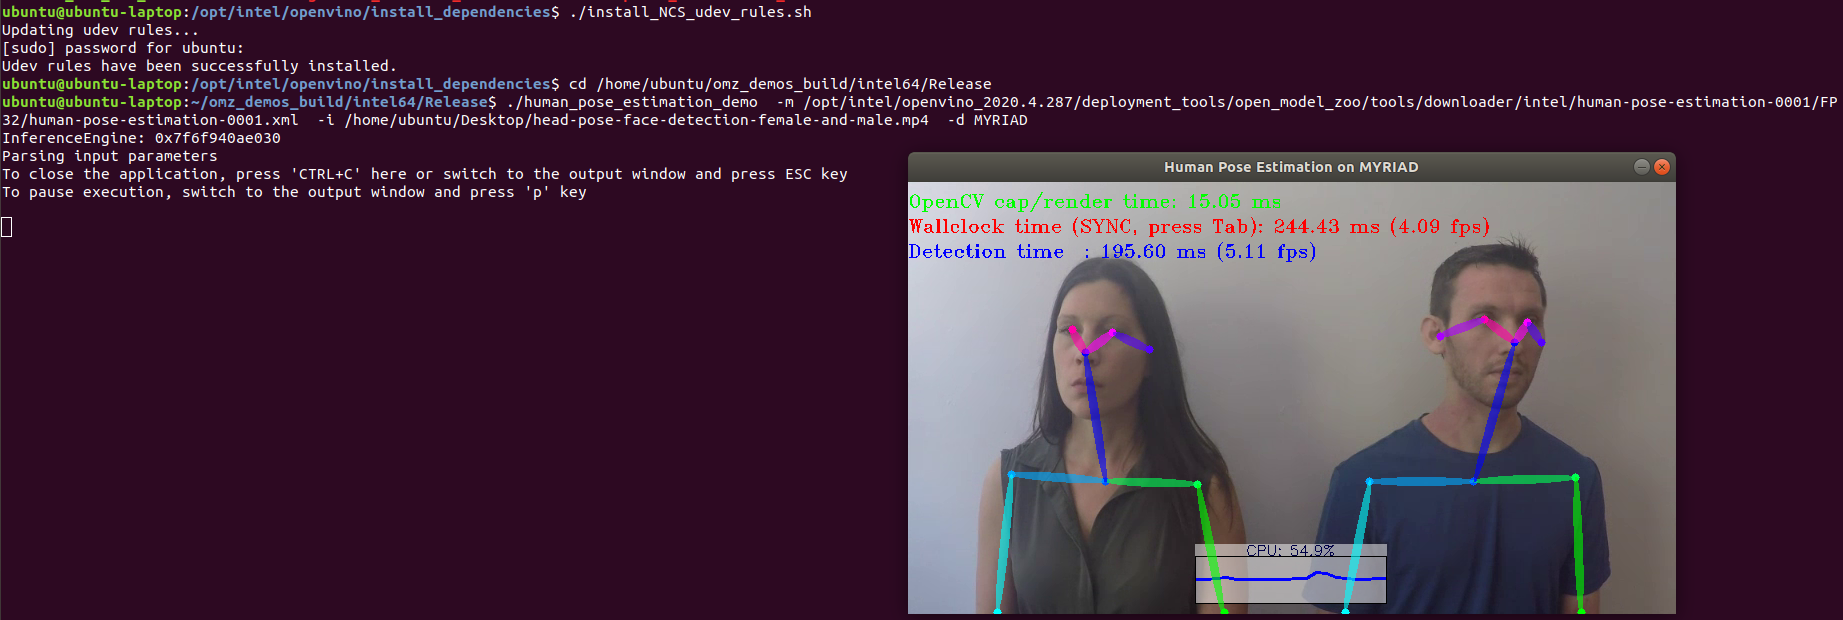 ubuntu@ubuntu-laptop:/opt/intel/openvino/install_dependencies$ ./install_NCS_udev_rules.sh
Updating udev rules...
[sudo] password for ubuntu:
Udev rules have been successfully installed.
ubuntu@ubuntu-laptop:/opt/intel/openvino/install_dependencies$ cd /home/ubuntu/omz_demos_build/intel64/Release
ubuntu@ubuntu-laptop:~/omz_demos_build/intel64/Release$ ./human_pose_estimation_demo  -m /opt/intel/openvino_2020.4.287/deployment_tools/open_model_zoo/tools/downloader/intel/human-pose-estimation-0001/FP
32/human-pose-estimation-0001.xml  -i /home/ubuntu/Desktop/head-pose-face-detection-female-and-male.mp4  -d MYRIAD
InferenceEngine: 0x7f6f940ae030
Parsing input parameters
To close the application, press 'CTRL+C' here or switch to the output window and press ESC key
To pause execution, switch to the output window and press 'p' key
Human Pose Estimation on MYRIAD
OpenCV cap/render time: 15.05 ms
Wallclock time (SYNC, press Tab): 244.43 ms (4.09 fps)
Detection time  : 195.60 ms (5.11 fps)
CPU: 54.9%